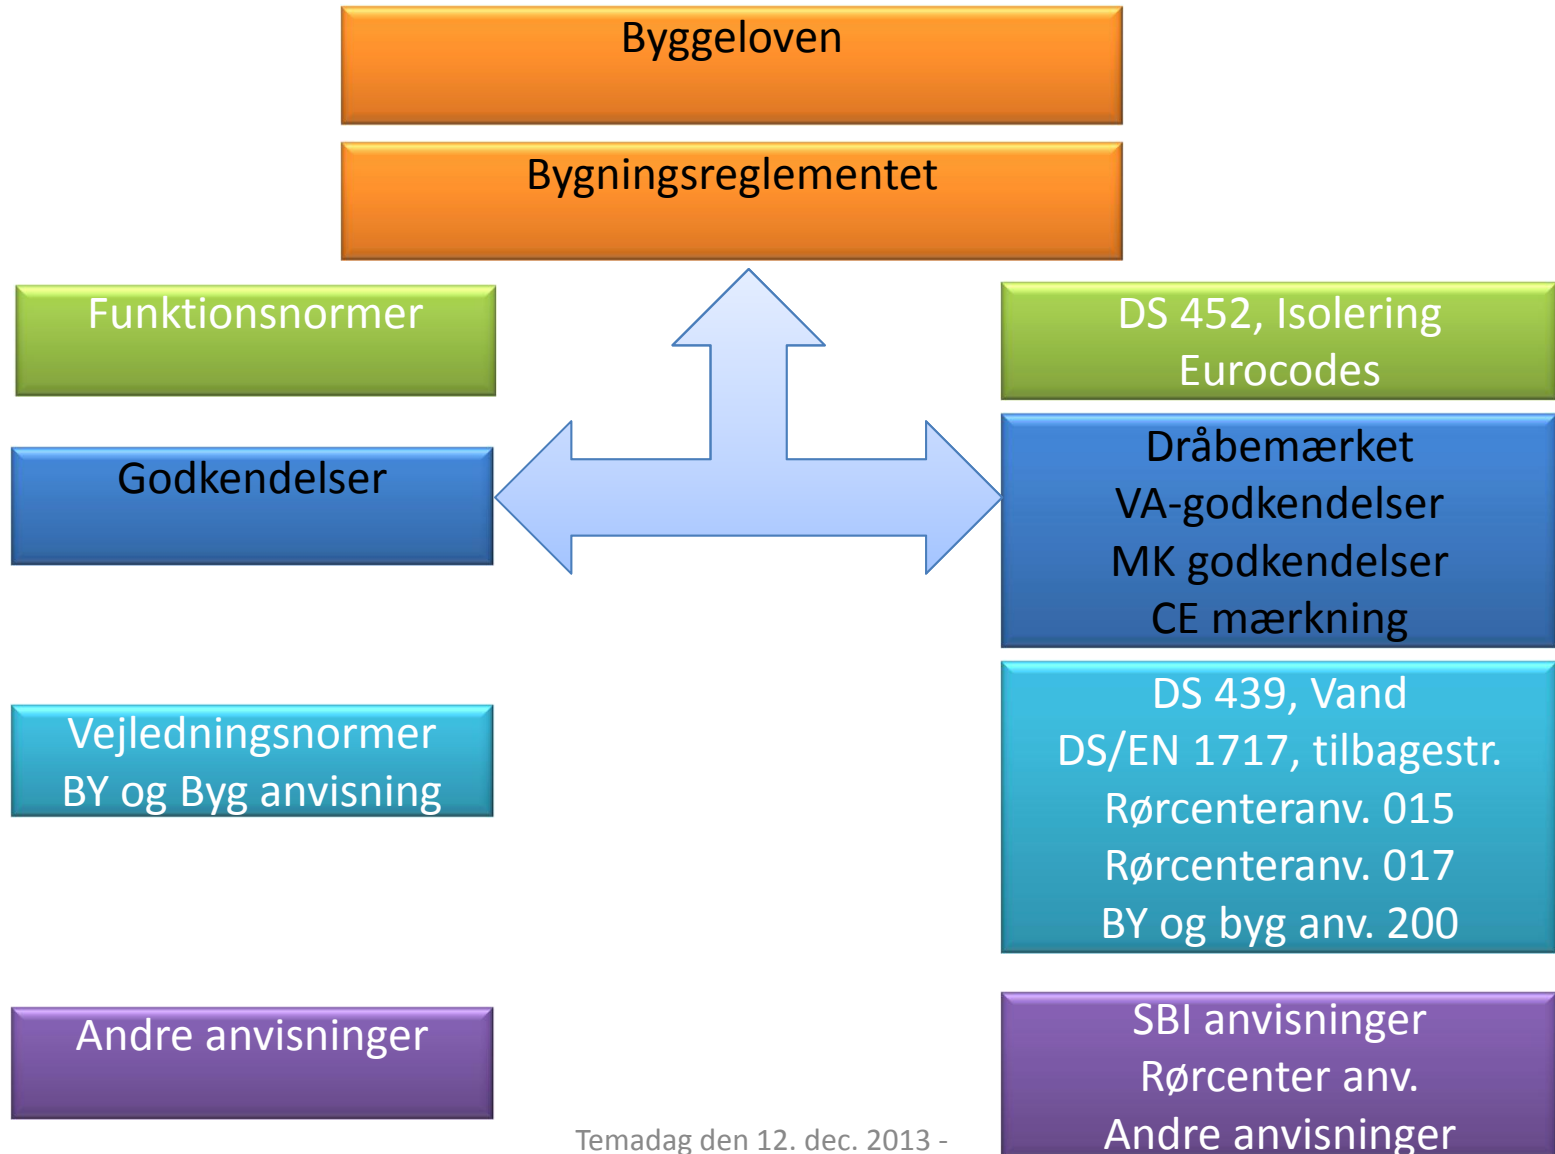 Byggeloven
Bygningsreglementet
Funktionsnormer
DS 452, Isolering
Eurocodes
Godkendelser
Dråbemærket
VA-godkendelser
MK godkendelser
CE mærkning
Vejledningsnormer
BY og Byg anvisning
DS 439, Vand
DS/EN 1717, tilbagestr.
Rørcenteranv. 015
Rørcenteranv. 017
BY og byg anv. 200
Andre anvisninger
SBI anvisninger
Rørcenter anv.
Andre anvisninger
Temadag den 12. dec. 2013 -